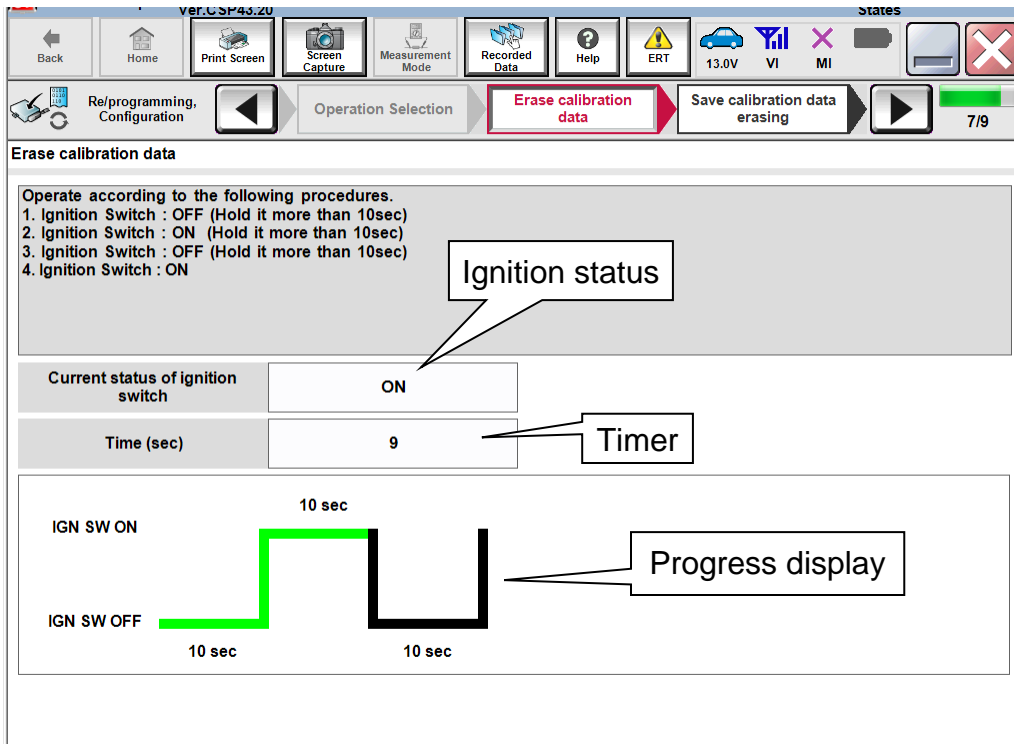 Ver.CSP43.20
States
Back
Home
Print Screen
Screen
Capture
Measurement
Mode
Recorded
Data
Help
ERT
13.0V
VI
MI
Re/programming,
Configuration
Operation Selection
Erase calibration
data
Save calibration data
erasing
7/9
Erase calibration data
Operate according to the following procedures.
1. Ignition Switch : OFF (Hold it more than 10sec)
2. Ignition Switch : ON (Hold it more than 10sec)
3. Ignition Switch : OFF (Hold it more than 10sec)
4. Ignition Switch : ON
Ignition status
Current status of ignition
switch
ON
Time (sec)
9
Timer
10 sec
IGN SW ON
Progress display
IGN SW OFF
10 sec
10 sec